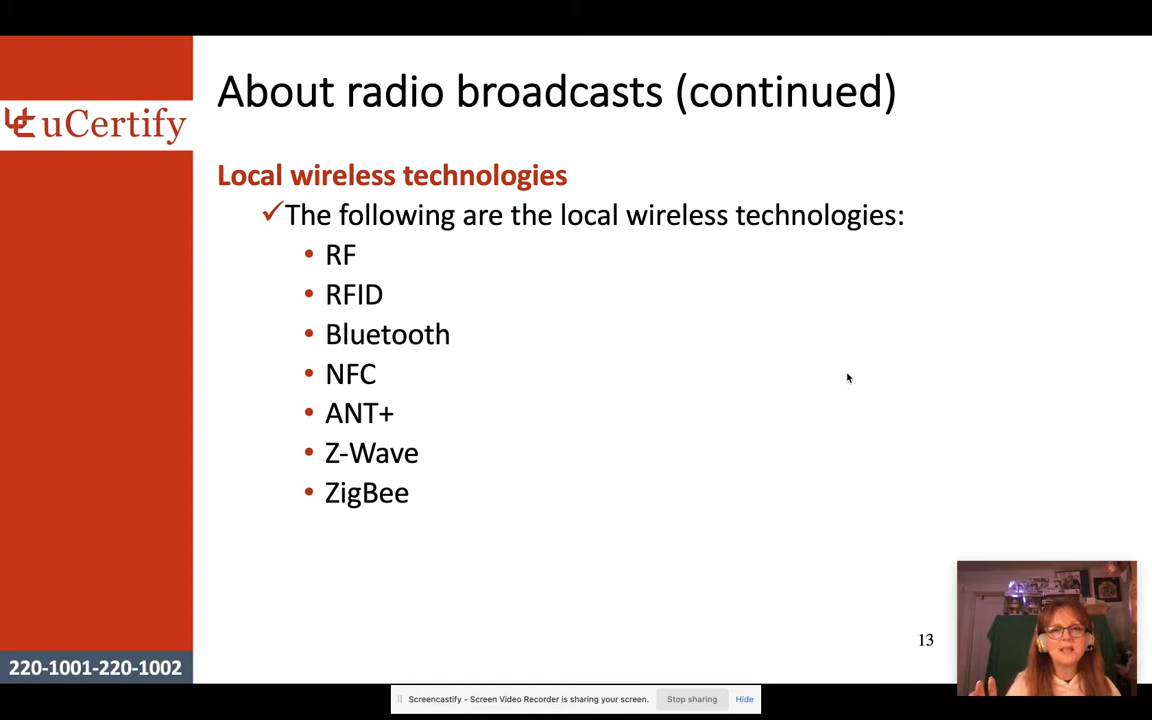 About radio broadcasts (continued)
uCertify
Local wireless technologies
✓The following are the local wireless technologies:
• RF
• RFID
• Bluetooth
• NFC
• ANT+
• Z-Wave
• ZigBee
13
220-1001-220-1002
Screencastify - Screen Video Recorder is sharing your screen.
Stop sharing
Hide